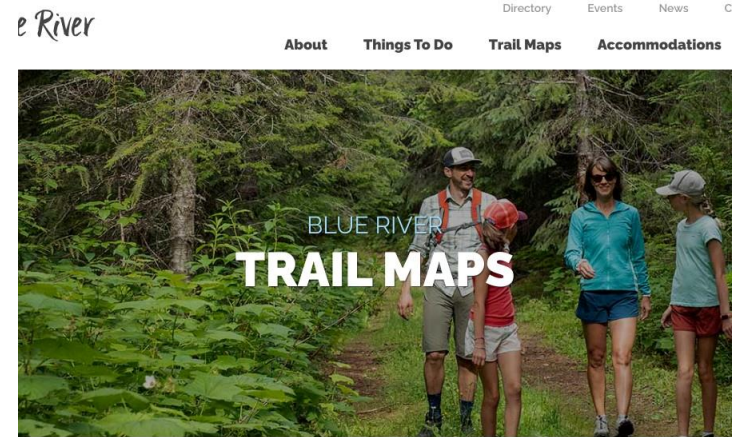 Directory Events News
e River
About Things To Do Trail Maps Accommodations
BLUE RIVER
TRAIL MAPS